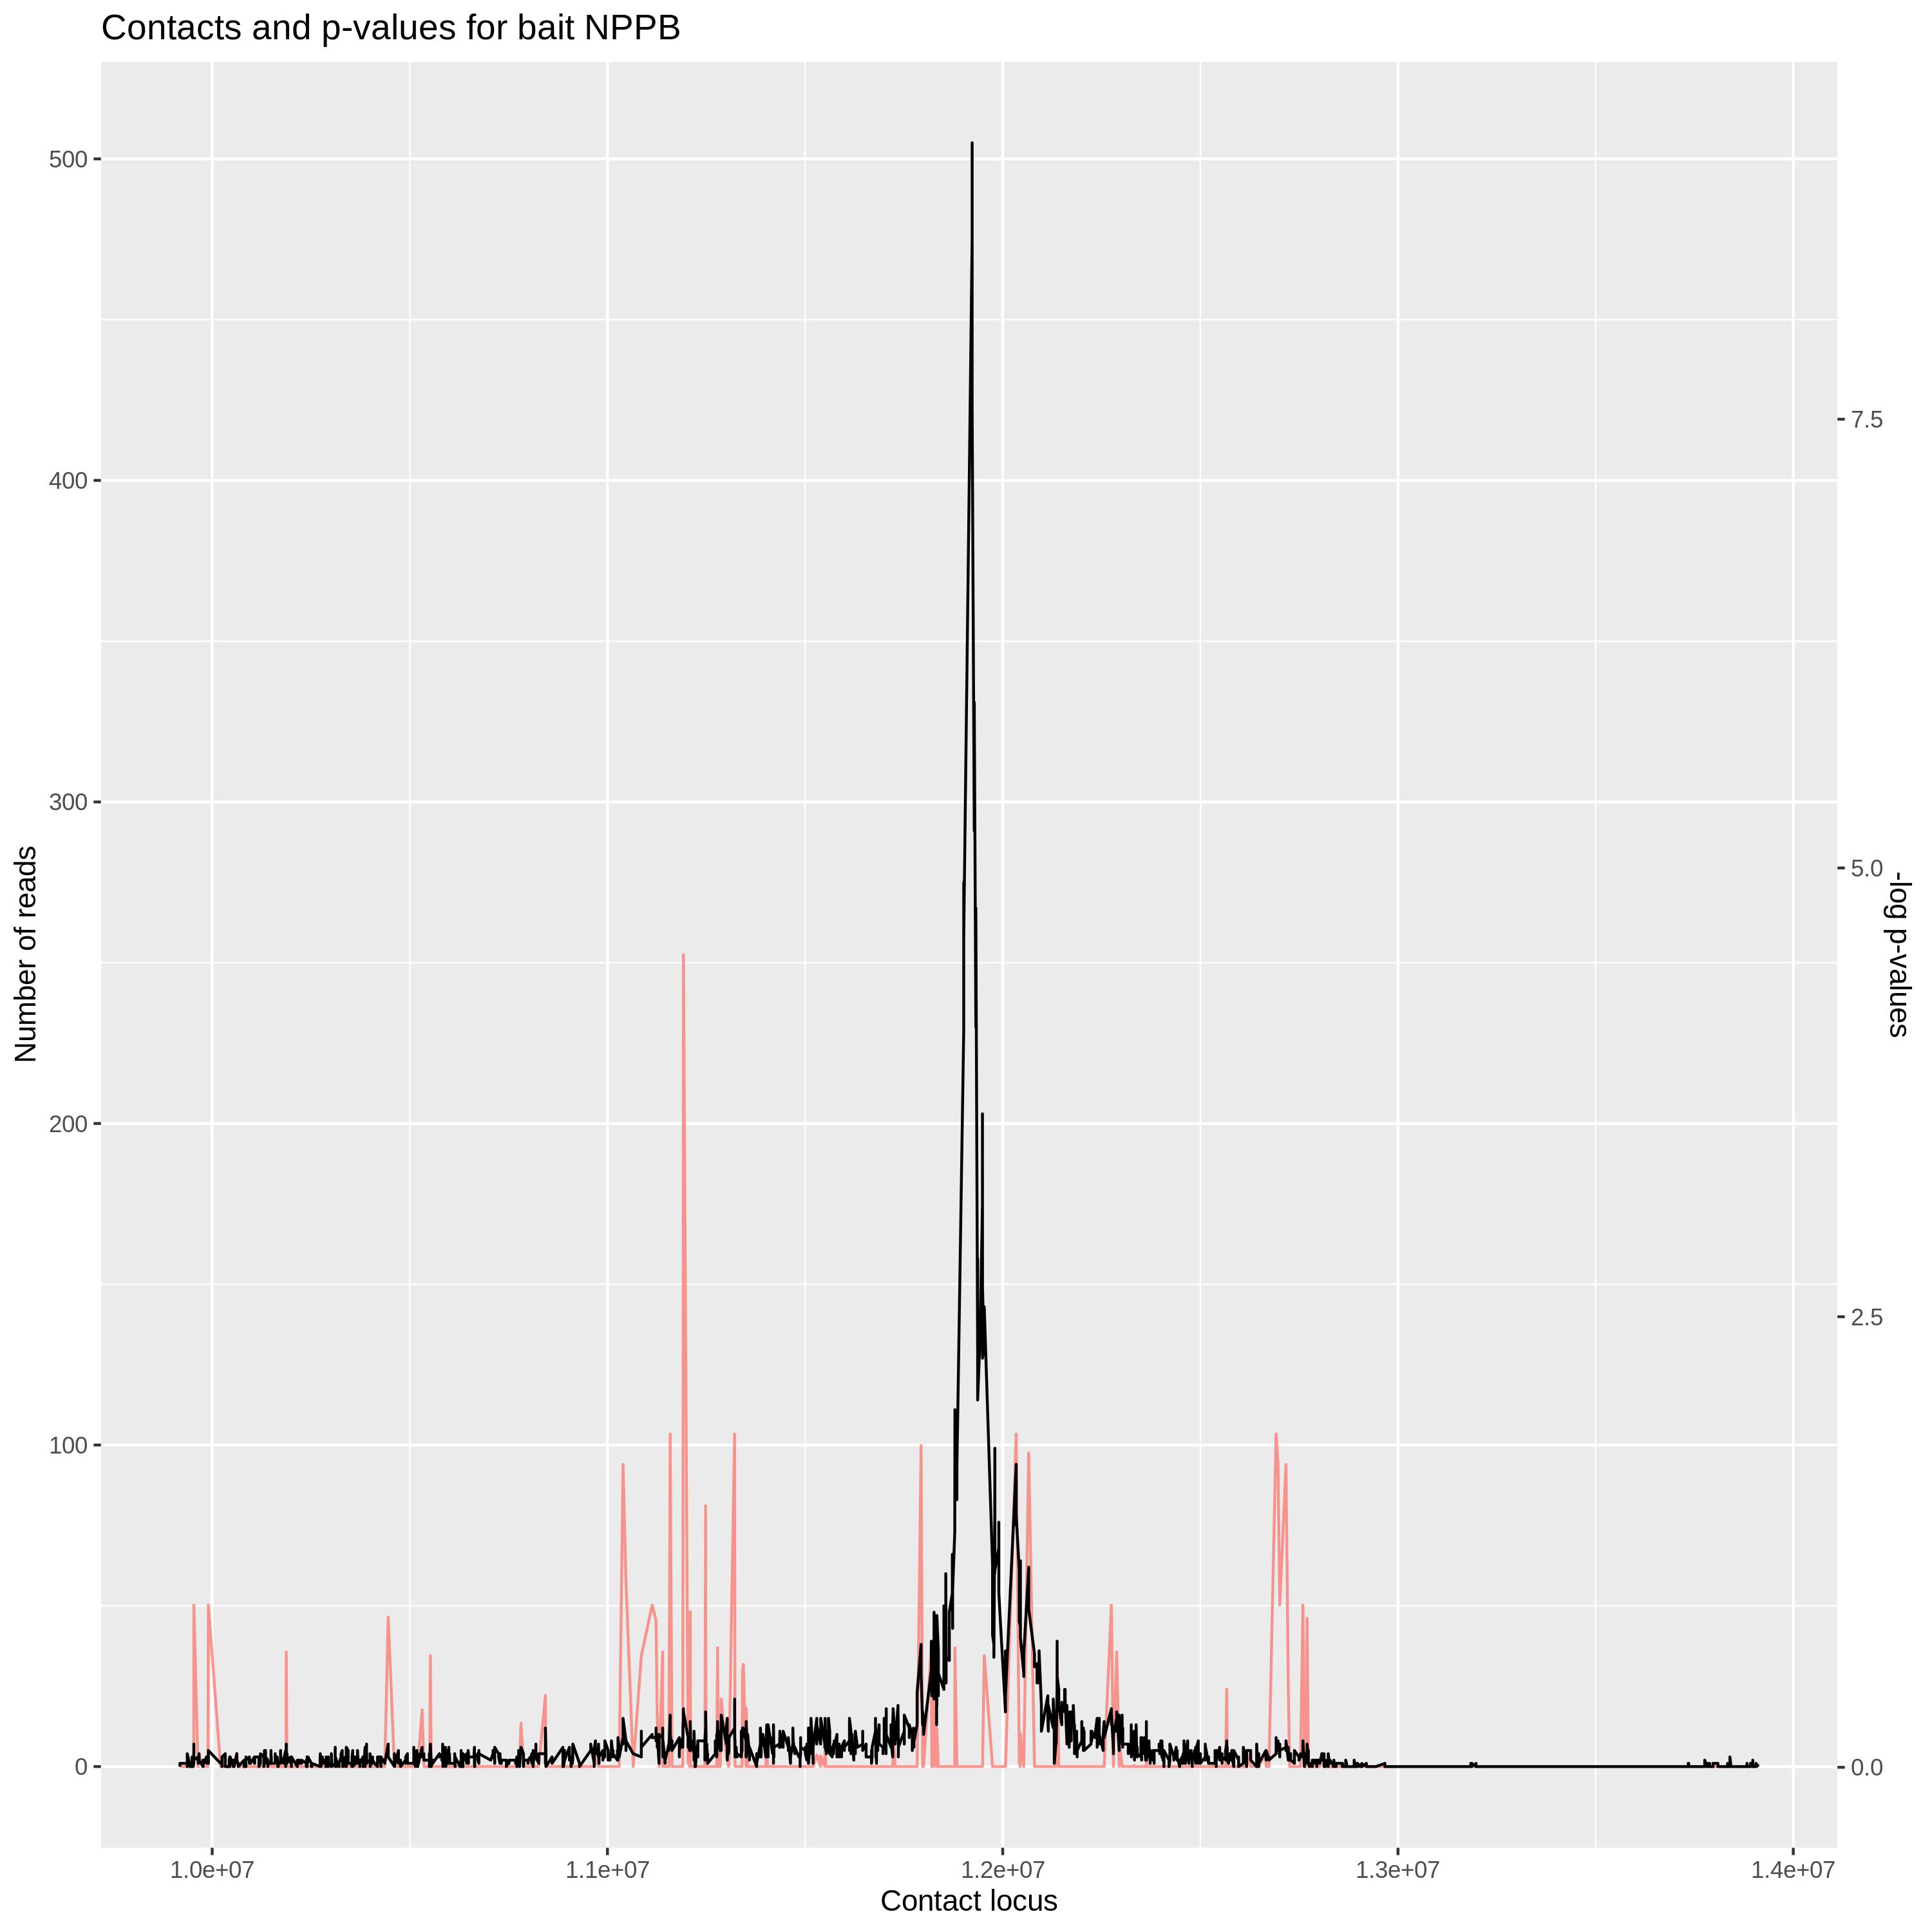 Contacts and p-values for bait NPPB
500
400
300
200
100
0
Number of reads
7.5
5.0
2.5
0.0
-log p-values
1.0e+07
1.1e+07
1.2e+07
1.3e+07
1.4e+07
Contact locus